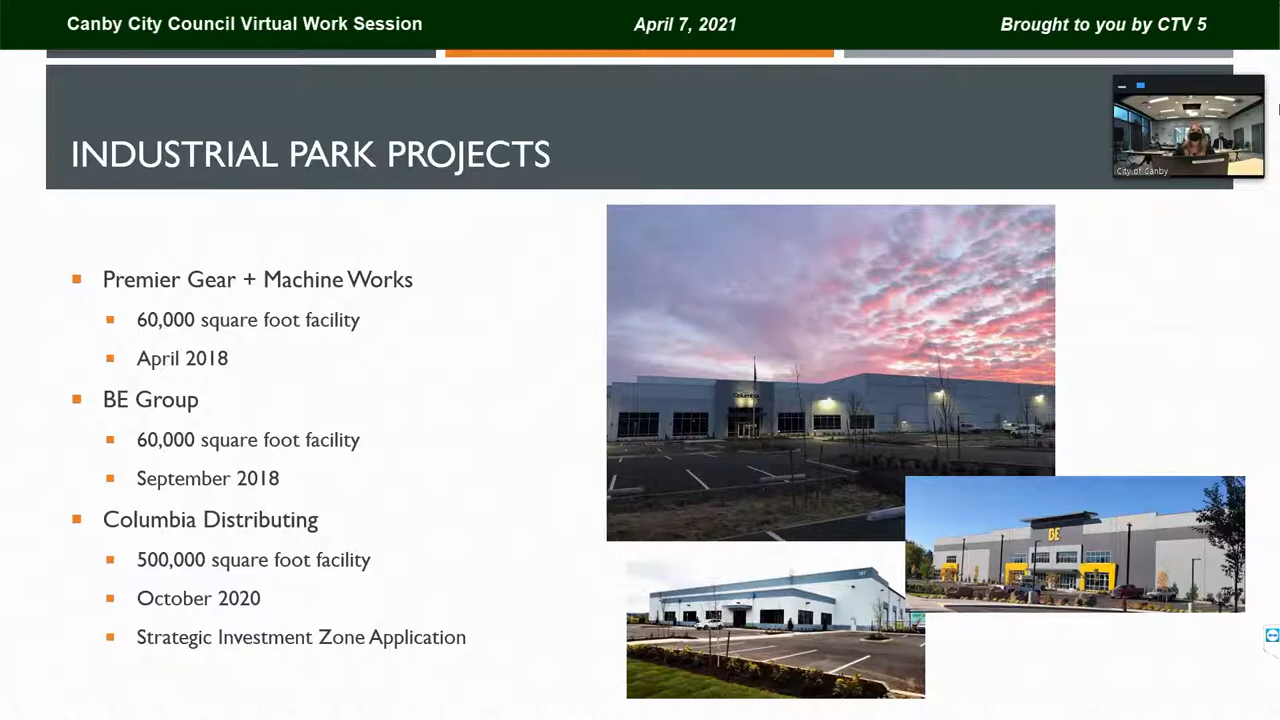 Canby City Council Virtual Work Session
April 7, 2021
Brought to you by CTV 5
INDUSTRIAL PARK PROJECTS
City of Canby
Premier Gear + Machine Works
60,000 square foot facility
April 2018
BE Group
60,000 square foot facility
September 2018
Columbia Distributing
500,000 square foot facility
October 2020
Strategic Investment Zone Application
Columbia
BE